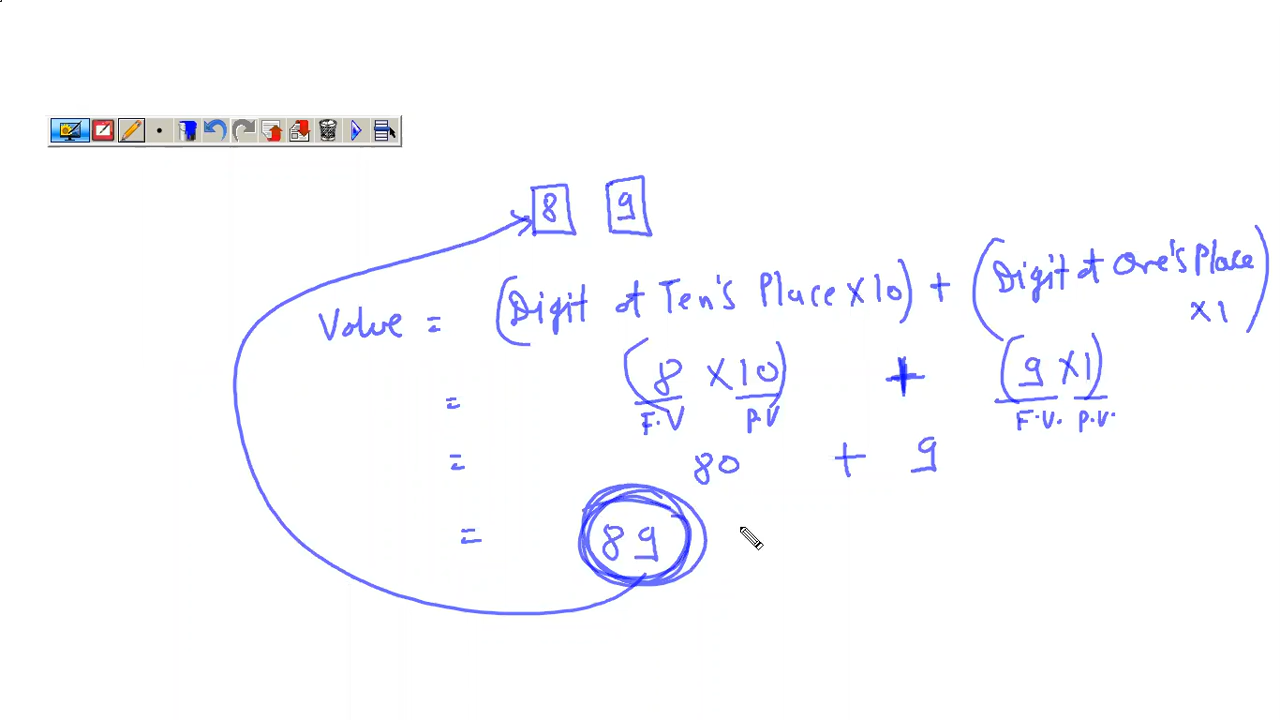 8 9
Value = (Digit at Ten's Place X 10) + (Digit at One's Place X 1)
= (8 X 10) + (9 X 1)
F.V P.V F.V. P.V.
= 80 + 9
= 89